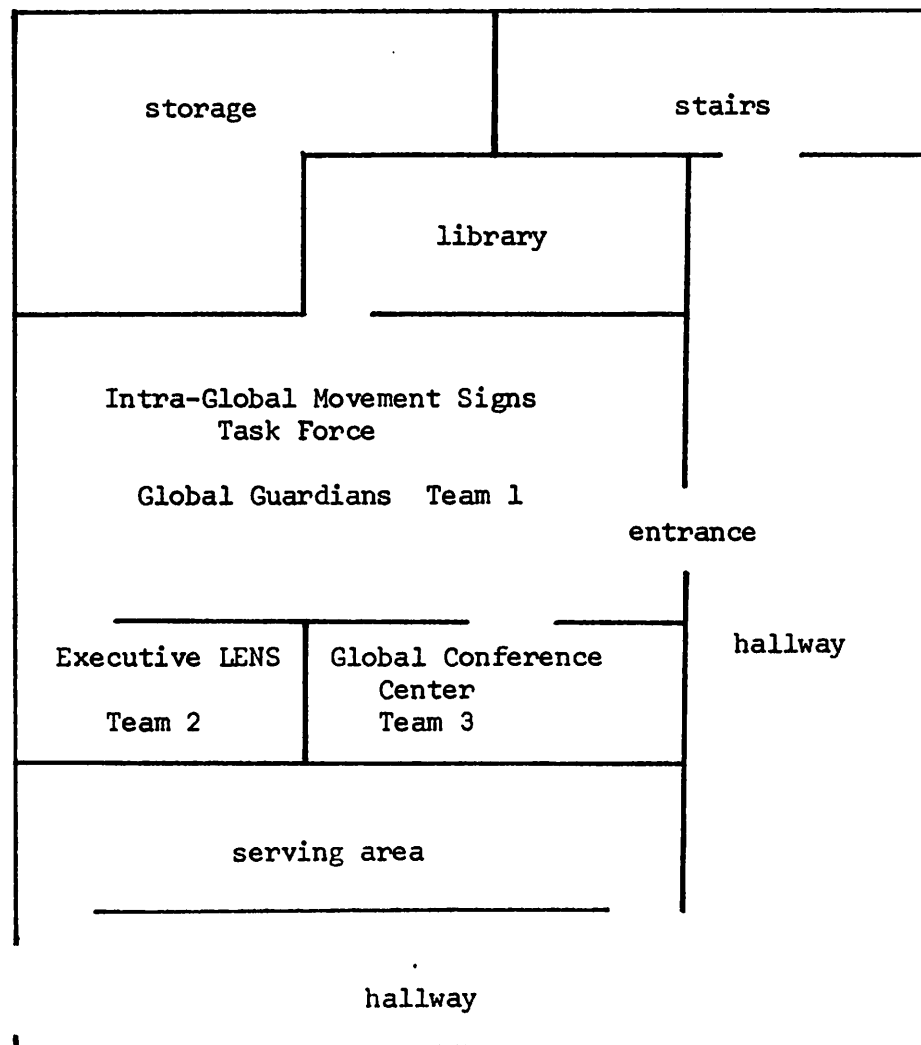 storage
stairs
library
Intra-Global Movement Signs
Task Force
Global Guardians Team 1
entrance
hallway
Executive LENS
Team 2
Global Conference
Center
Team 3
serving area
hallway